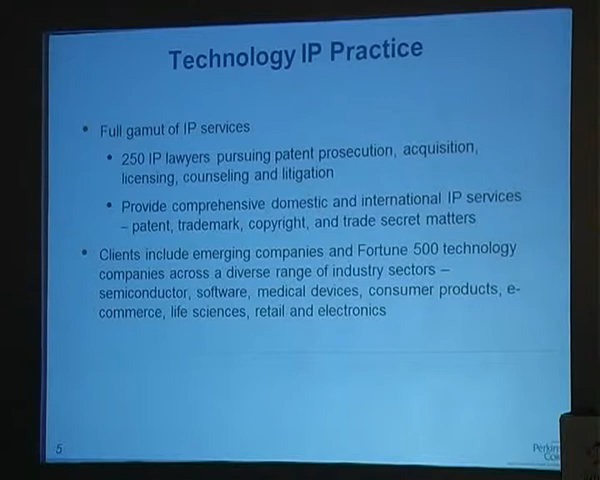 Technology IP Practice
• Full gamut of IP services
• 250 IP lawyers pursuing patent prosecution, acquisition,
licensing, counseling and litigation
• Provide comprehensive domestic and international IP services
– patent, trademark, copyright, and trade secret matters
• Clients include emerging companies and Fortune 500 technology
companies across a diverse range of industry sectors –
semiconductor, software, medical devices, consumer products, e-
commerce, life sciences, retail and electronics
5